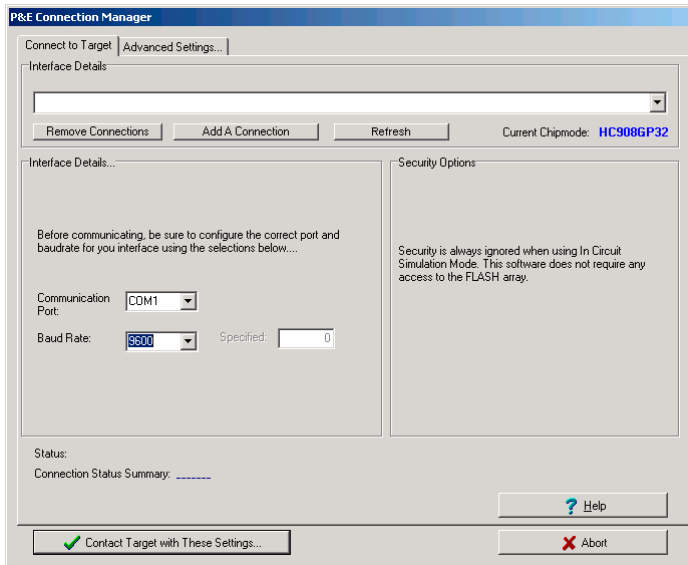 P&E Connection Manager
Connect to Target Advanced Settings...
Interface Details
Remove Connections Add A Connection Refresh Current Chipmode: HC908GP32
Interface Details...
Before communicating, be sure to configure the correct port and
baudrate for you interface using the selections below....
Communication
Port:
COM1
Baud Rate: 9600 Specified: 0
Security Options
Security is always ignored when using In Circuit
Simulation Mode. This software does not require any
access to the FLASH array.
Status:
Connection Status Summary: _______
? Help
Contact Target with These Settings... Abort